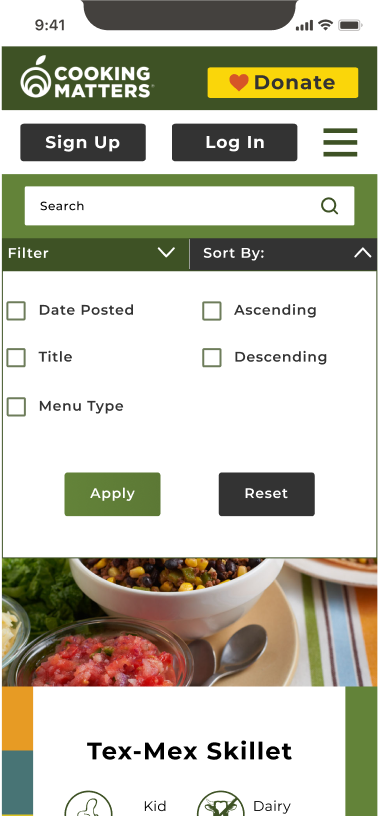 9:41
COOKING
MATTERS
Donate
Sign Up
Log In
Search
Filter
Sort By:
Date Posted
Ascending
Title
Descending
Menu Type
Apply
Reset
Tex-Mex Skillet
Kid
Dairy